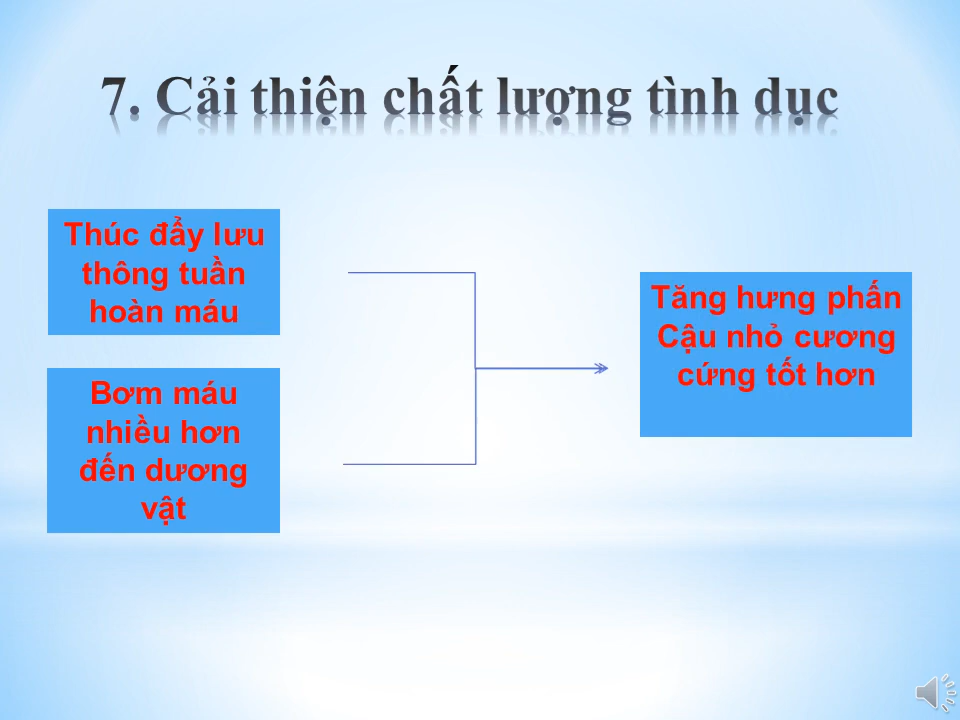 7. Cải thiện chất lượng tình dục
Thúc đẩy lưu
thông tuần
hoàn máu
Bơm máu
nhiều hơn
đến dương
vật
Tăng hưng phấn
Cậu nhỏ cương
cứng tốt hơn